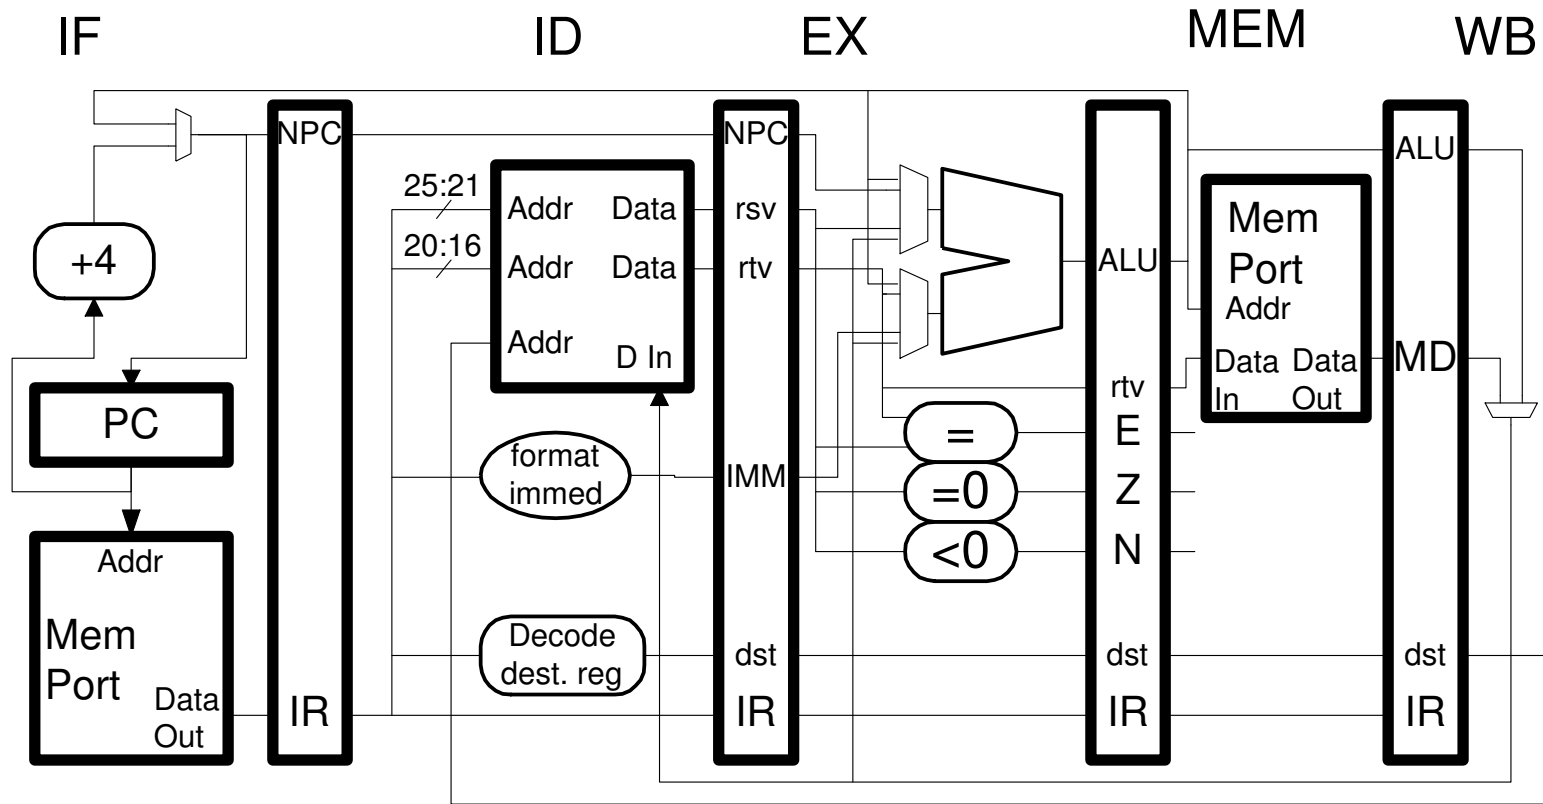 IF
ID
EX
MEM
WB
NPC
+4
PC
Addr
Mem
Port
Data
Out
IR
25:21
20:16
Addr
Data
Addr
Data
Addr
D In
format
immed
Decode
dest. reg
NPC
rsv
rtv
IMM
dst
IR
=
=0
<0
ALU
rtv
E
Z
N
dst
IR
Mem
Port
Addr
Data
In
Data
Out
ALU
MD
dst
IR